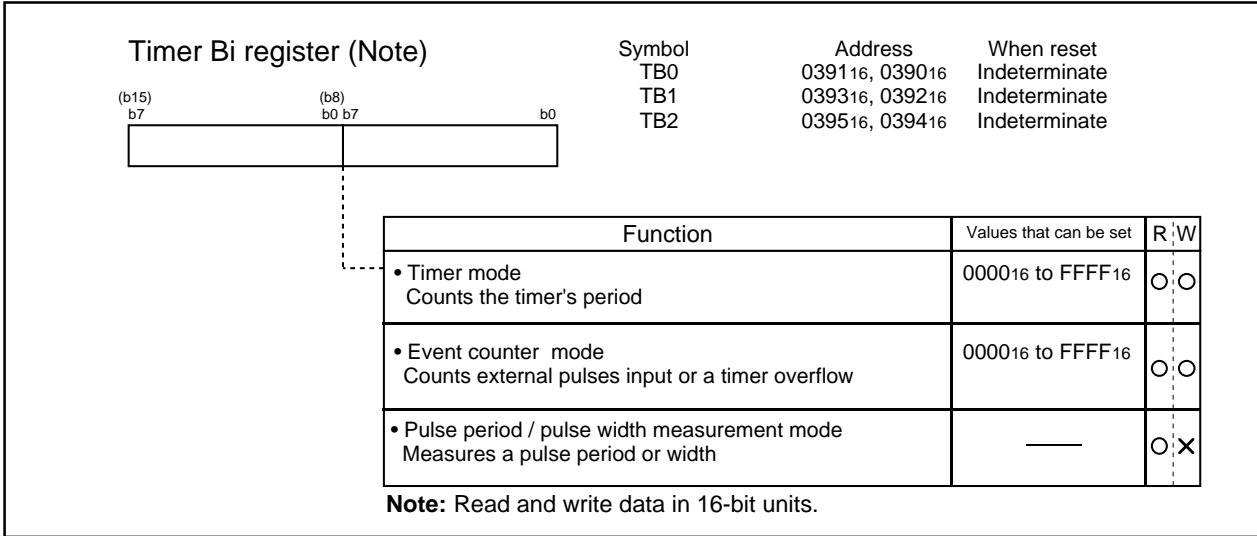 Timer Bi register (Note)
Symbol Address When reset
TB0 039116, 039016 Indeterminate
TB1 039316, 039216 Indeterminate
TB2 039516, 039416 Indeterminate
(b15) (b8)
b7 b0 b7 b0
Function Values that can be set R W
• Timer mode 000016 to FFFF16
Counts the timer's period
• Event counter mode 000016 to FFFF16
Counts external pulses input or a timer overflow
• Pulse period / pulse width measurement mode
Measures a pulse period or width
Note: Read and write data in 16-bit units.